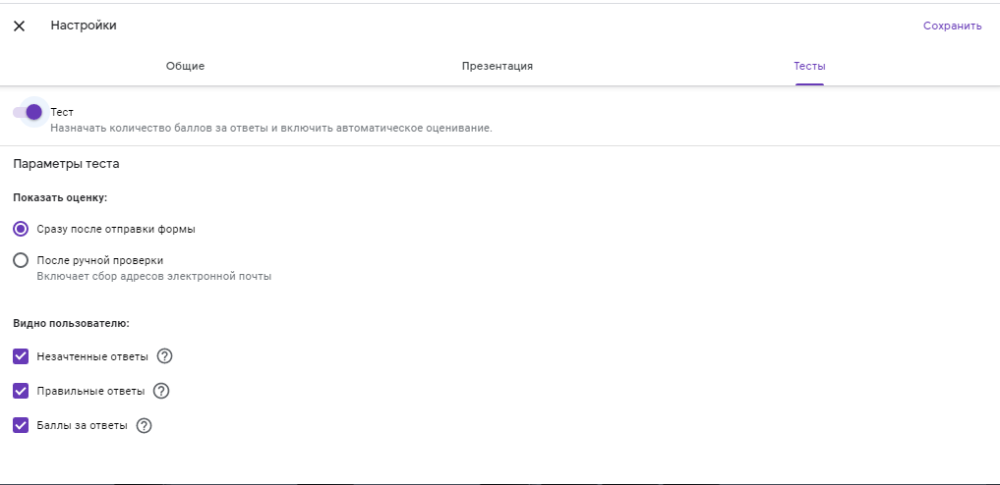 Настройки
Сохранить
Общие
Презентация
Тесты
Тест
Назначать количество баллов за ответы и включить автоматическое оценивание.
Параметры теста
Показать оценку:
Сразу после отправки формы
После ручной проверки
Включает сбор адресов электронной почты
Видно пользователю:
Незачтенные ответы
Правильные ответы
Баллы за ответы